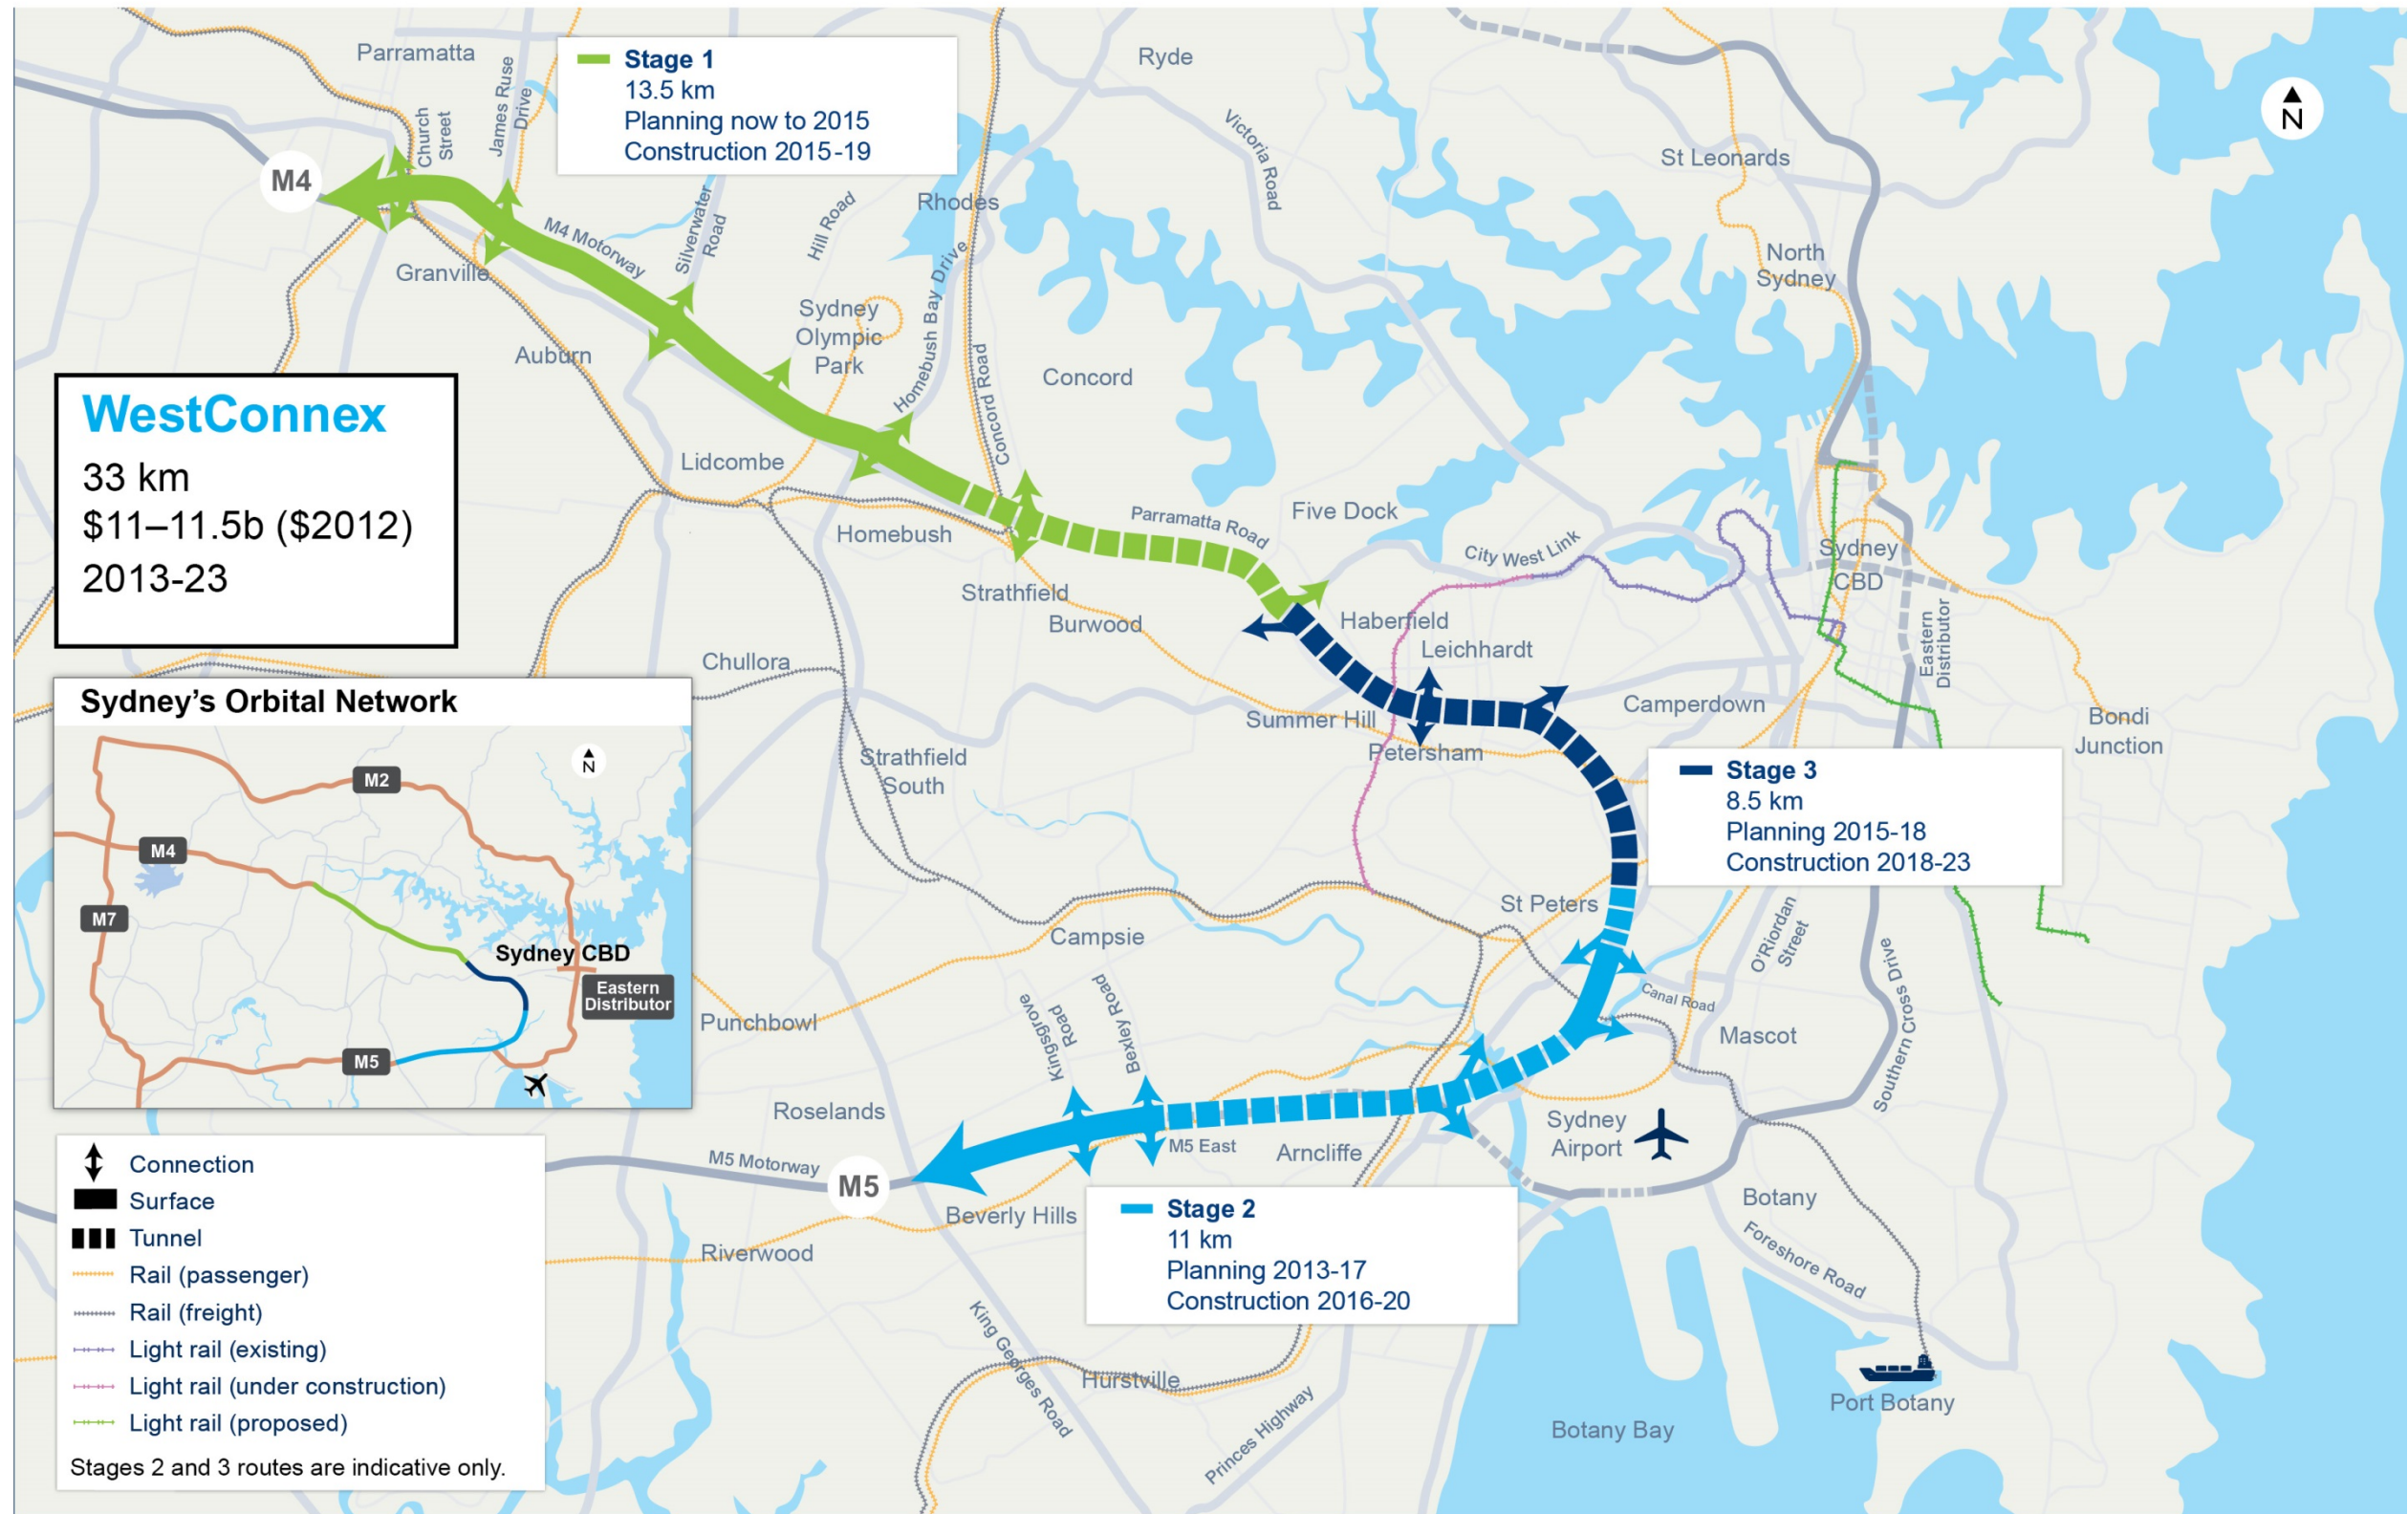 Parramatta
Church
Street
James Ruse
Drive
Stage 1
13.5 km
Planning now to 2015
Construction 2015-19
Ryde
Victoria Road
St Leonards
N
M4
Granville
M4 Motorway
Silverwater
Road
Hill Road
Rhodes
North
Sydney
Auburn
Sydney
Olympic
Park
Homebush Bay Drive
Concord Road
Concord
WestConnex
33 km
$11–11.5b ($2012)
2013-23
Lidcombe
Homebush
Parramatta Road
Five Dock
City West Link
Sydney
CBD
Eastern
Distributor
Strathfield
Burwood
Haberfield
Leichhardt
Chullora
Summer Hill
Petersham
Camperdown
Bondi
Junction
Strathfield
South
Stage 3
8.5 km
Planning 2015-18
Construction 2018-23
Sydney's Orbital Network
N
M2
M4
M7
Sydney CBD
Eastern
Distributor
M5
St Peters
Campsie
O'Riordan
Street
Canal Road
Mascot
Southern Cross Drive
Punchbowl
Kingsgrove
Road
Bexley Road
Roselands
M5 Motorway
M5
M5 East
Arncliffe
Sydney
Airport
Botany
Foreshore Road
Beverly Hills
Riverwood
Stage 2
11 km
Planning 2013-17
Construction 2016-20
King Georges Road
Hurstville
Princes Highway
Botany Bay
Port Botany
Connection
Surface
Tunnel
Rail (passenger)
Rail (freight)
Light rail (existing)
Light rail (under construction)
Light rail (proposed)
Stages 2 and 3 routes are indicative only.